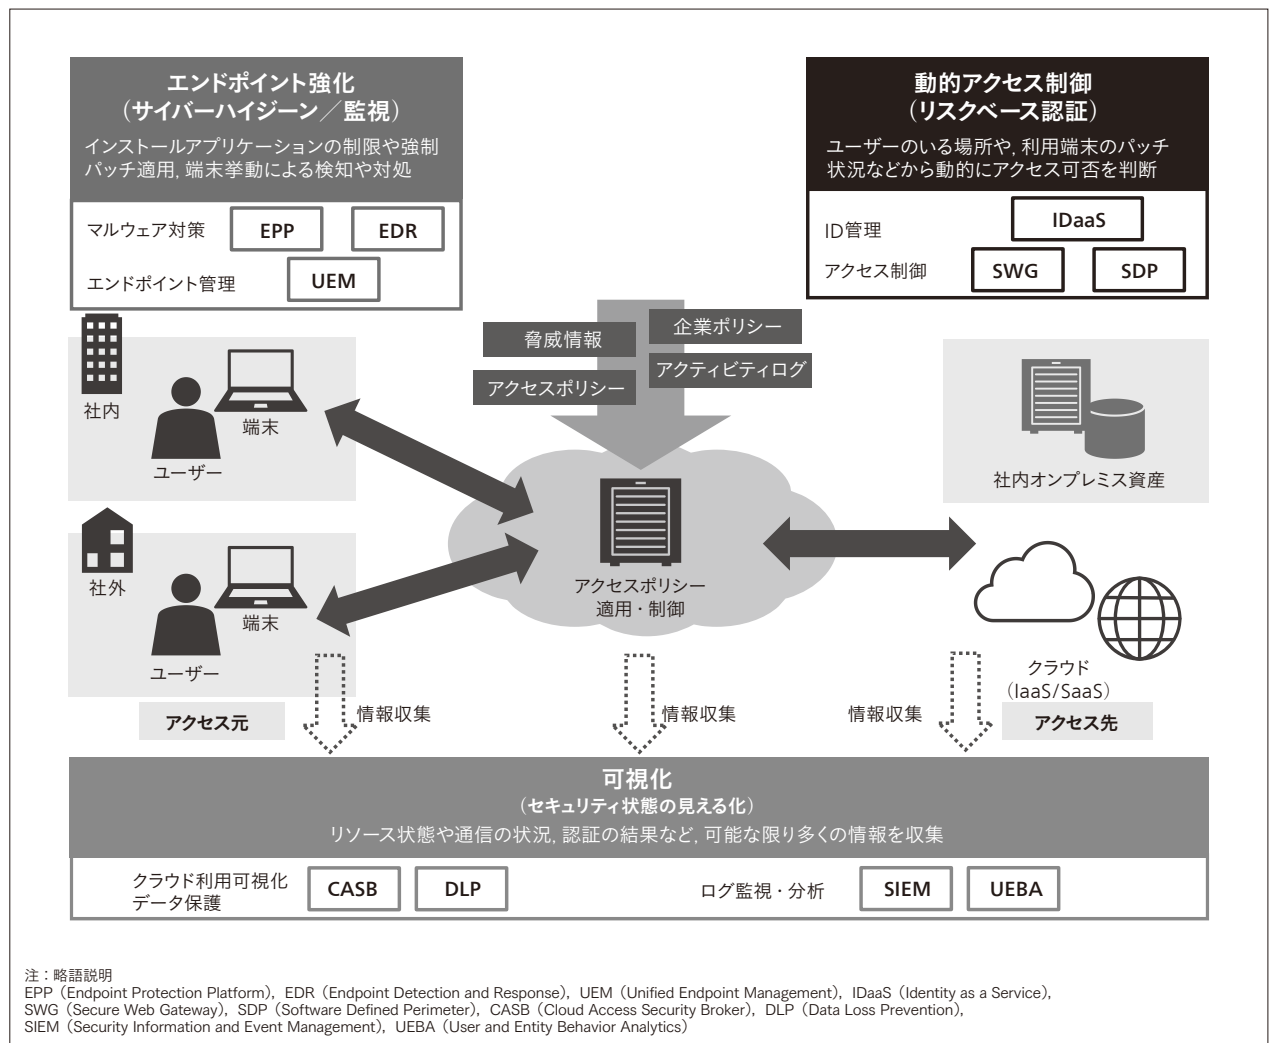 エンドポイント強化
(サイバーハイジーン／監視)
インストールアプリケーションの制限や強制
パッチ適用, 端末挙動による検知や対処
マルウェア対策 EPP EDR
エンドポイント管理 UEM
動的アクセス制御
(リスクベース認証)
ユーザーのいる場所や, 利用端末のパッチ
状況などから動的にアクセス可否を判断
ID管理 IDaaS
アクセス制御 SWG SDP
脅威情報
企業ポリシー
アクセスポリシー
アクティビティログ
社内
端末
ユーザー
社外
端末
ユーザー
アクセス元
アクセスポリシー
適用・制御
社内オンプレミス資産
クラウド
(IaaS/SaaS)
アクセス先
情報収集
情報収集
情報収集
可視化
(セキュリティ状態の見える化)
リソース状態や通信の状況, 認証の結果など, 可能な限り多くの情報を収集
クラウド利用可視化
データ保護
CASB DLP
ログ監視・分析 SIEM UEBA
注：略語説明
EPP（Endpoint Protection Platform），EDR（Endpoint Detection and Response），UEM（Unified Endpoint Management），IDaaS（Identity as a Service），
SWG（Secure Web Gateway），SDP（Software Defined Perimeter），CASB（Cloud Access Security Broker），DLP（Data Loss Prevention），
SIEM（Security Information and Event Management），UEBA（User and Entity Behavior Analytics）